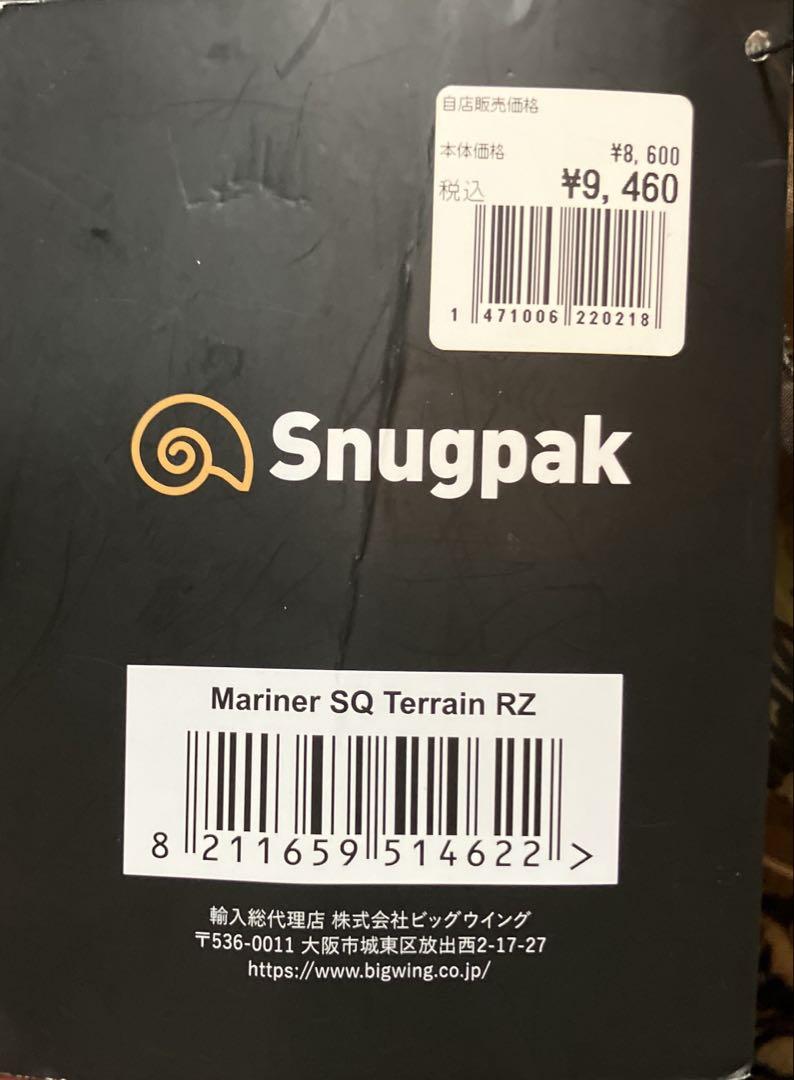 自店販売価格
本体価格 ¥8,600
税込 ¥9,460
1 471006 220218
Snugpak
Mariner SQ Terrain RZ
8 211659 514622 >
輸入総代理店 株式会社ビッグウイング
〒536-0011 大阪市城東区放出西2-17-27
https://www.bigwing.co.jp/